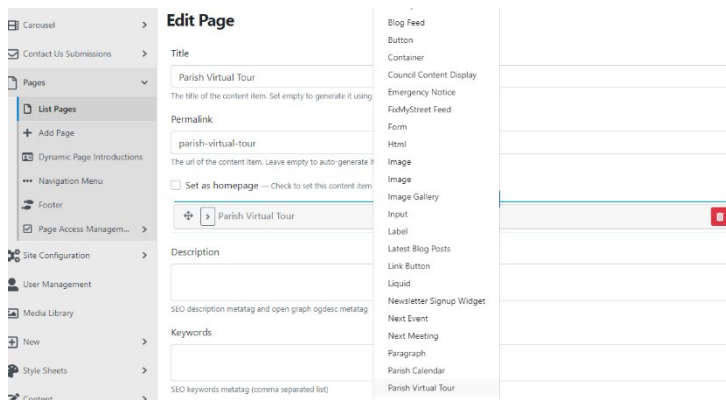 Carousel
Contact Us Submissions
Pages
List Pages
Add Page
Dynamic Page Introductions
Navigation Menu
Footer
Page Access Managem...
Site Configuration
User Management
Media Library
New
Style Sheets
Content
Edit Page
Title
Parish Virtual Tour
The title of the content item. Set empty to generate it using
Permalink
parish-virtual-tour
The url of the content item. Leave empty to auto-generate it
Set as homepage — Check to set this content item
Parish Virtual Tour
Description
SEO description metatag and open graph ogdesc metatag
Keywords
SEO keywords metatag (comma separated list)
Blog Feed
Button
Container
Council Content Display
Emergency Notice
FixMyStreet Feed
Form
Html
Image
Image
Image Gallery
Input
Label
Latest Blog Posts
Link Button
Liquid
Newsletter Signup Widget
Next Event
Next Meeting
Paragraph
Parish Calendar
Parish Virtual Tour